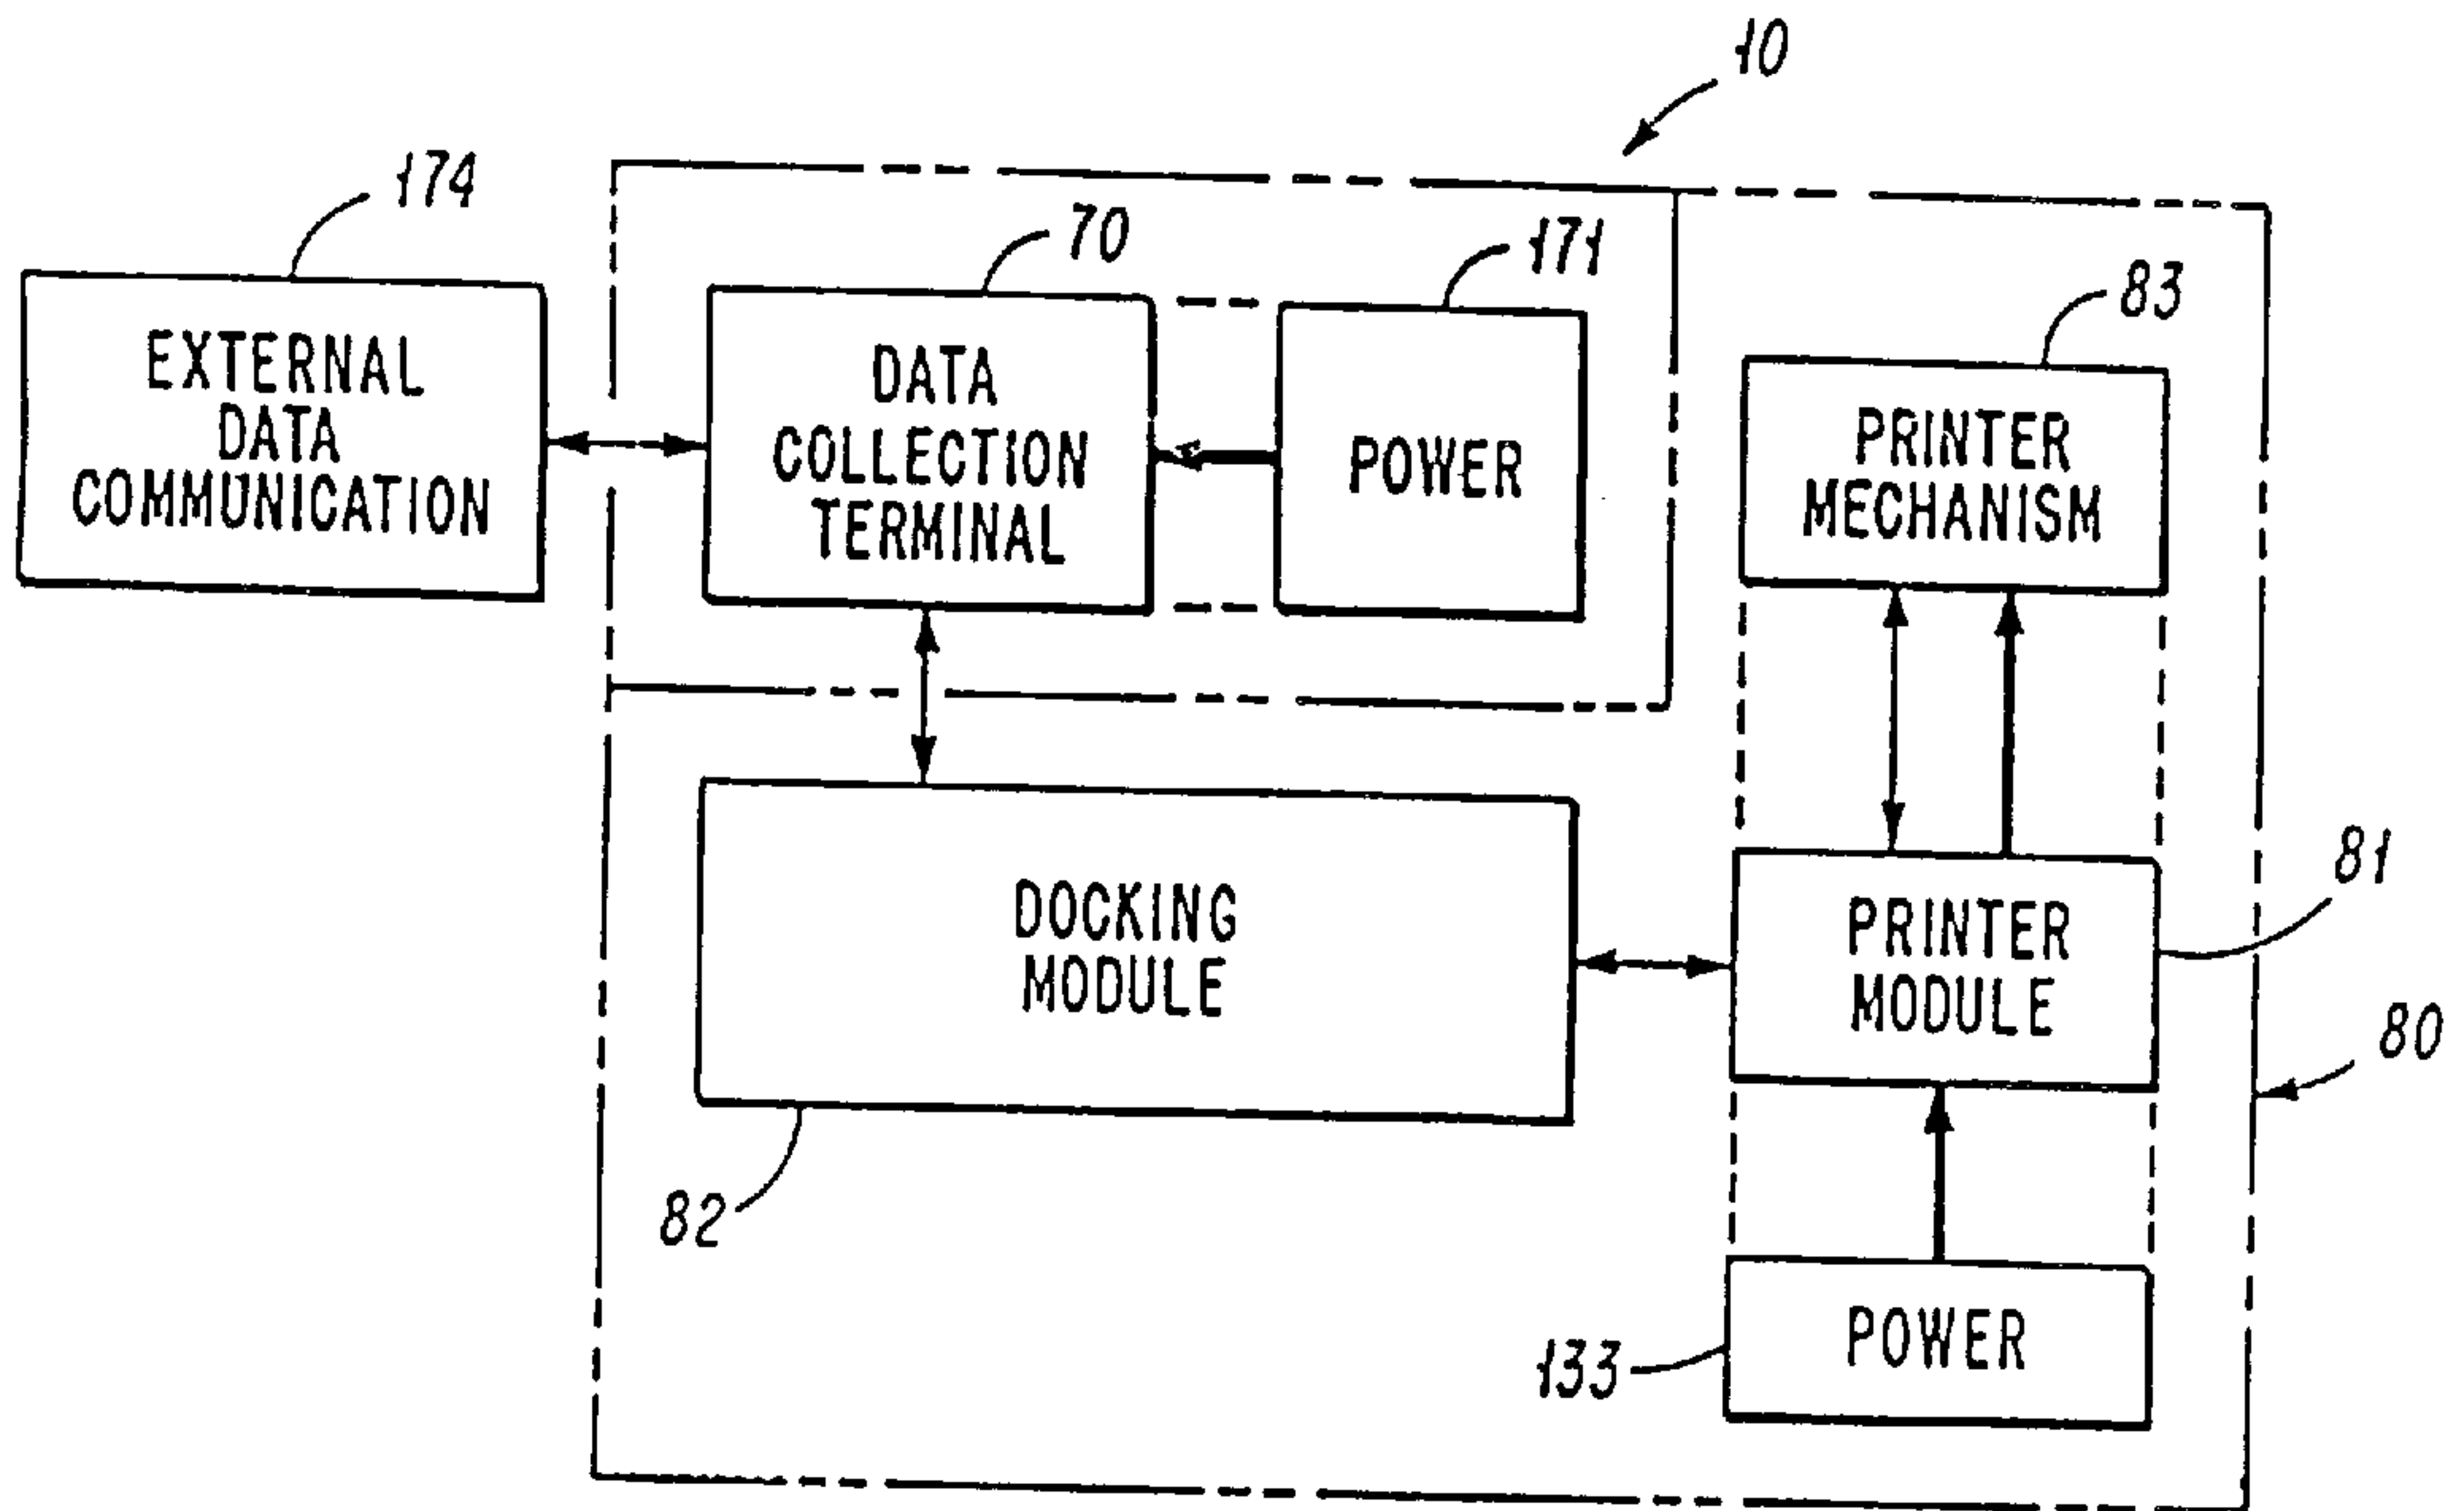 10
174
70
171
83
EXTERNAL
DATA
COMMUNICATION
DATA
COLLECTION
TERMINAL
POWER
PRINTER
MECHANISM
81
DOCKING
MODULE
PRINTER
MODULE
80
82
133
POWER